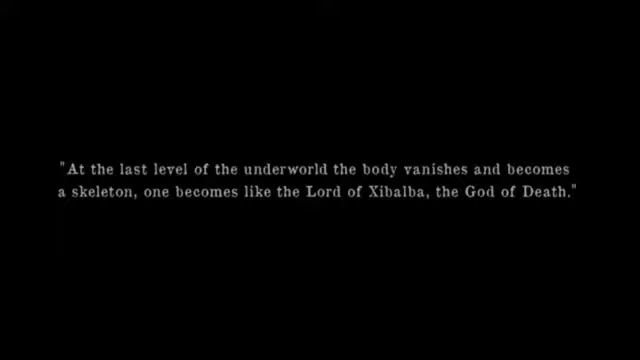 "At the last level of the underworld the body vanishes and becomes
a skeleton, one becomes like the Lord of Xibalba, the God of Death."